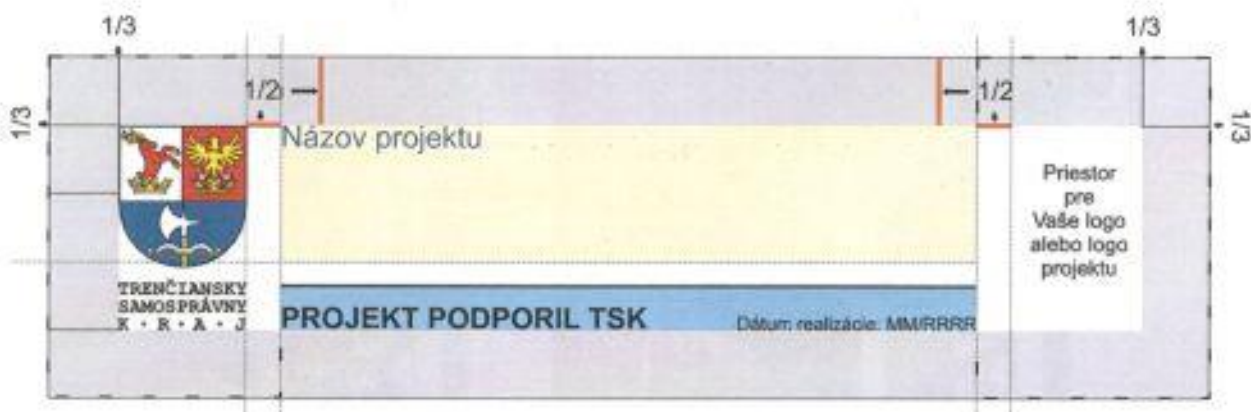 1/3
1/3
1/2
1/2
1/3
1/3
Názov projektu
Priestor
pre
Vaše logo
alebo logo
projektu
TRENČIANSKY
SAMOSPRÁVNY
K · R · A · J
PROJEKT PODPORIL TSK
Dátum realizácie: MM/RRRR